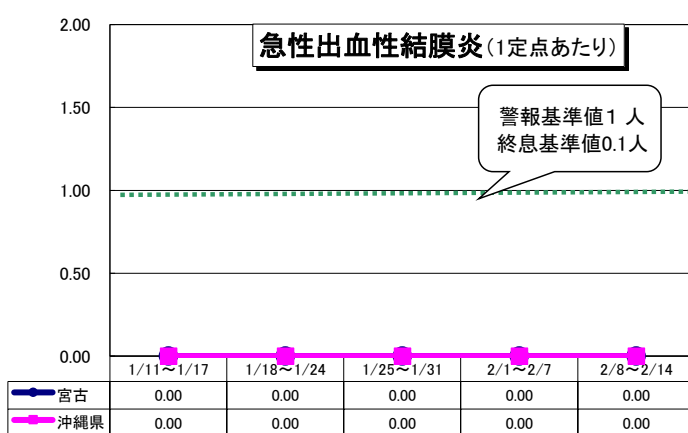 2.00
急性出血性結膜炎(1定点あたり)
1.50
警報基準値1 人
終息基準値0.1人
1.00
0.50
0.00
1/11～1/17 1/18～1/24 1/25～1/31 2/1～2/7 2/8～2/14
宮古 0.00 0.00 0.00 0.00 0.00
沖縄県 0.00 0.00 0.00 0.00 0.00